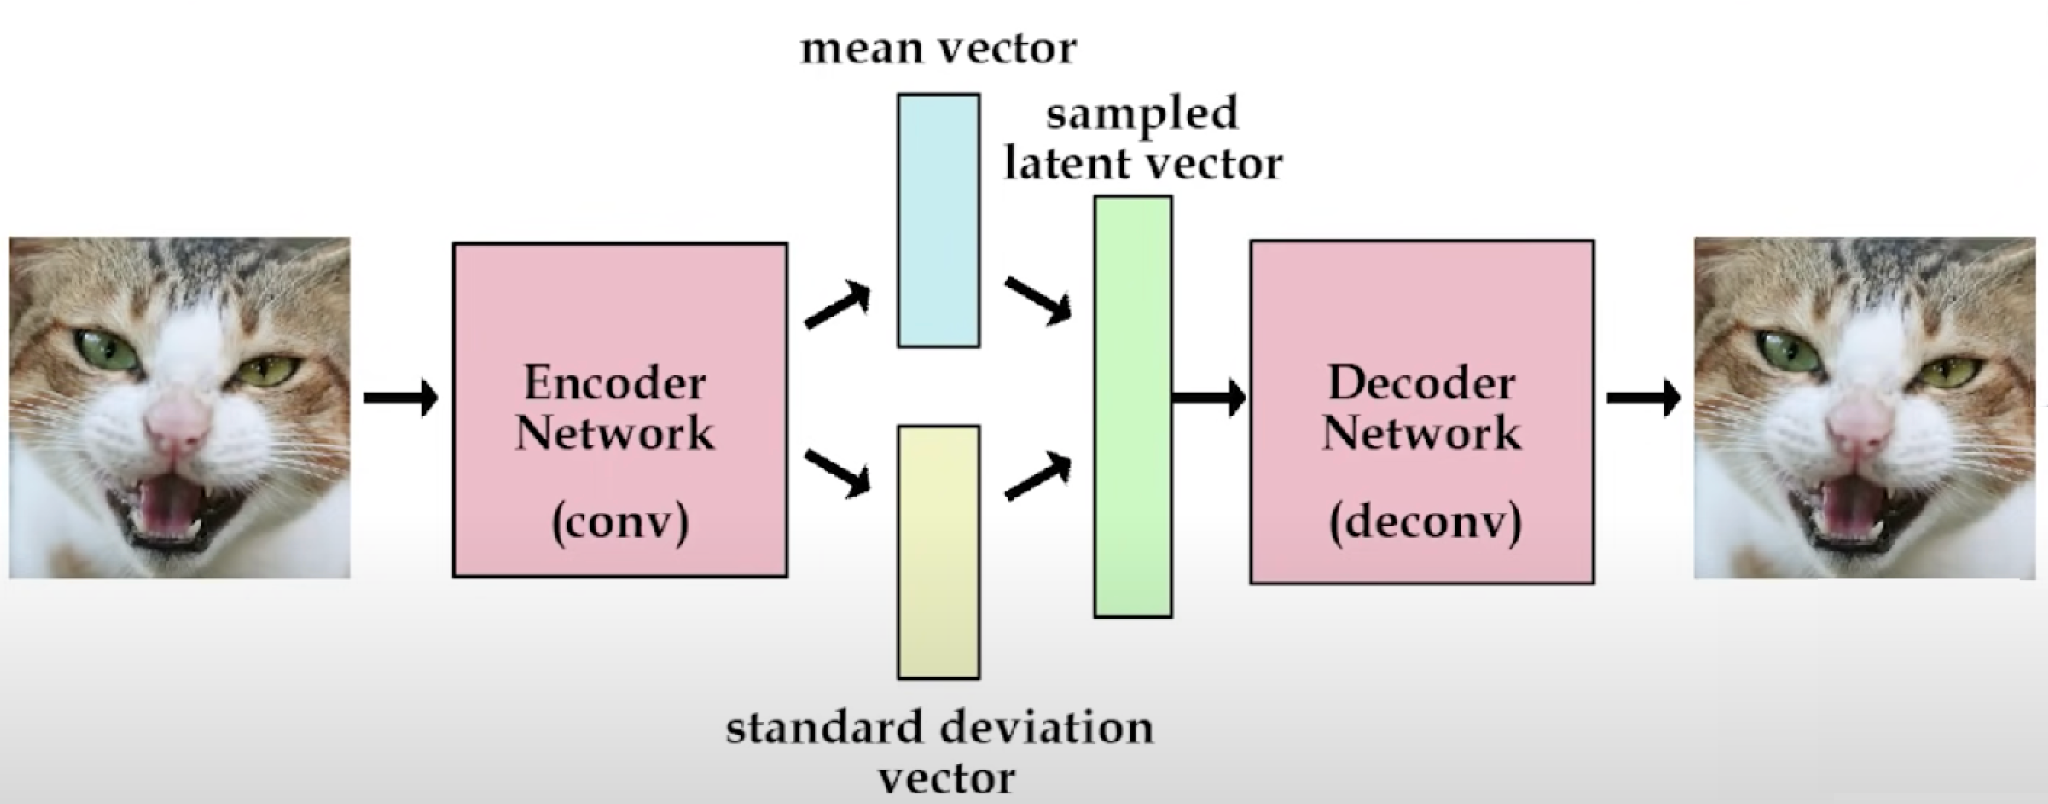 mean vector
sampled
latent vector
Encoder
Network
(conv)
Decoder
Network
(deconv)
standard deviation
vector